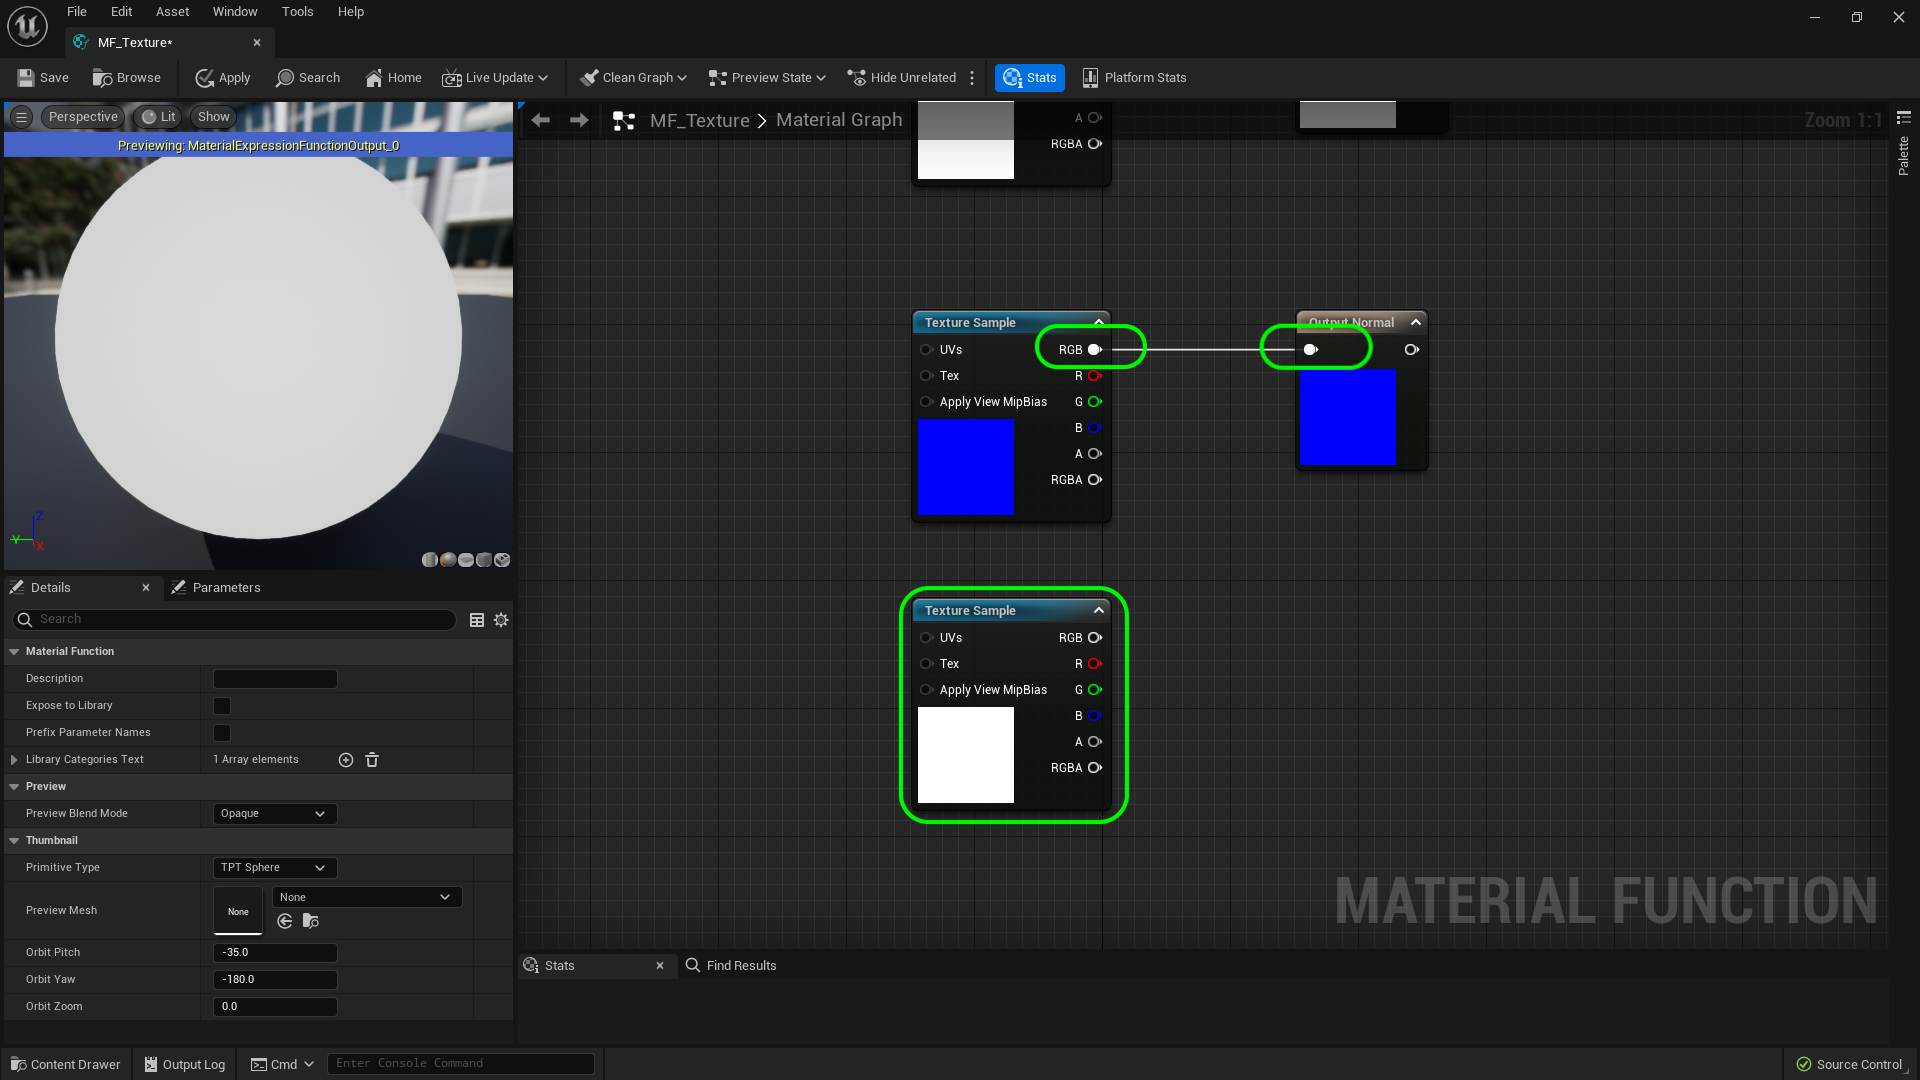 File Edit Asset Window Tools Help
MF_Texture*
Save Browse Apply Search Home Live Update Clean Graph Preview State Hide Unrelated Stats Platform Stats
Perspective Lit Show
Previewing: MaterialExpressionFunctionOutput_0
MF_Texture > Material Graph
Zoom 1:1
Palette
A
RGBA
Texture Sample
UVs RGB
Tex R
Apply View MipBias G
B
A
RGBA
Output Normal
Texture Sample
UVs RGB
Tex R
Apply View MipBias G
B
A
RGBA
MATERIAL FUNCTION
Z
Y
X
Details Parameters
Search
Material Function
Description
Expose to Library
Prefix Parameter Names
Library Categories Text 1 Array elements
Preview
Preview Blend Mode Opaque
Thumbnail
Primitive Type TPT Sphere
Preview Mesh None None
Orbit Pitch -35.0
Orbit Yaw -180.0
Orbit Zoom 0.0
Stats Find Results
Content Drawer Output Log Cmd Enter Console Command Source Control